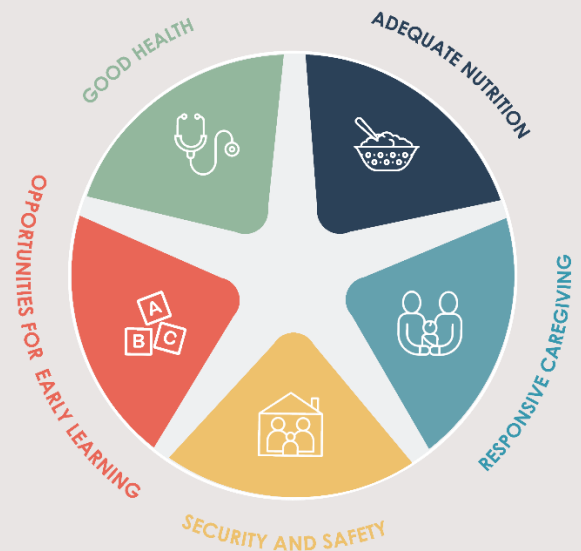 GOOD HEALTH
ADEQUATE NUTRITION
RESPONSIVE CAREGIVING
SECURITY AND SAFETY
OPPORTUNITIES FOR EARLY LEARNING
A
B C